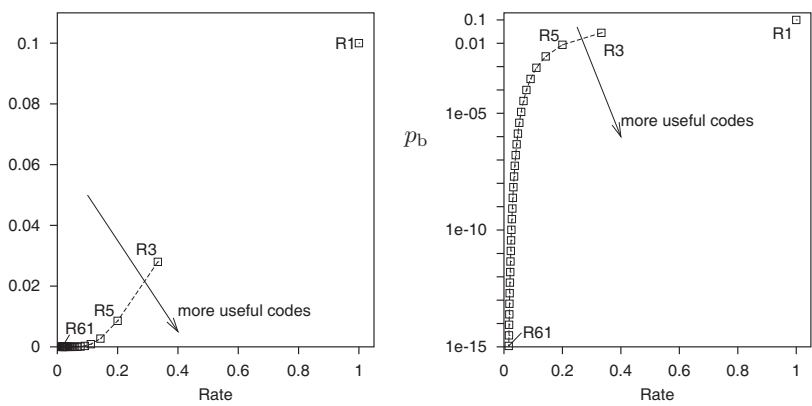 0.1
0.08
0.06
0.04
0.02
0
R1
R3
R5
R61
more useful codes
0 0.2 0.4 0.6 0.8 1
Rate
p_b
0.1
0.01
1e-05
1e-10
1e-15
R5
R3
R1
more useful codes
R61
0 0.2 0.4 0.6 0.8 1
Rate